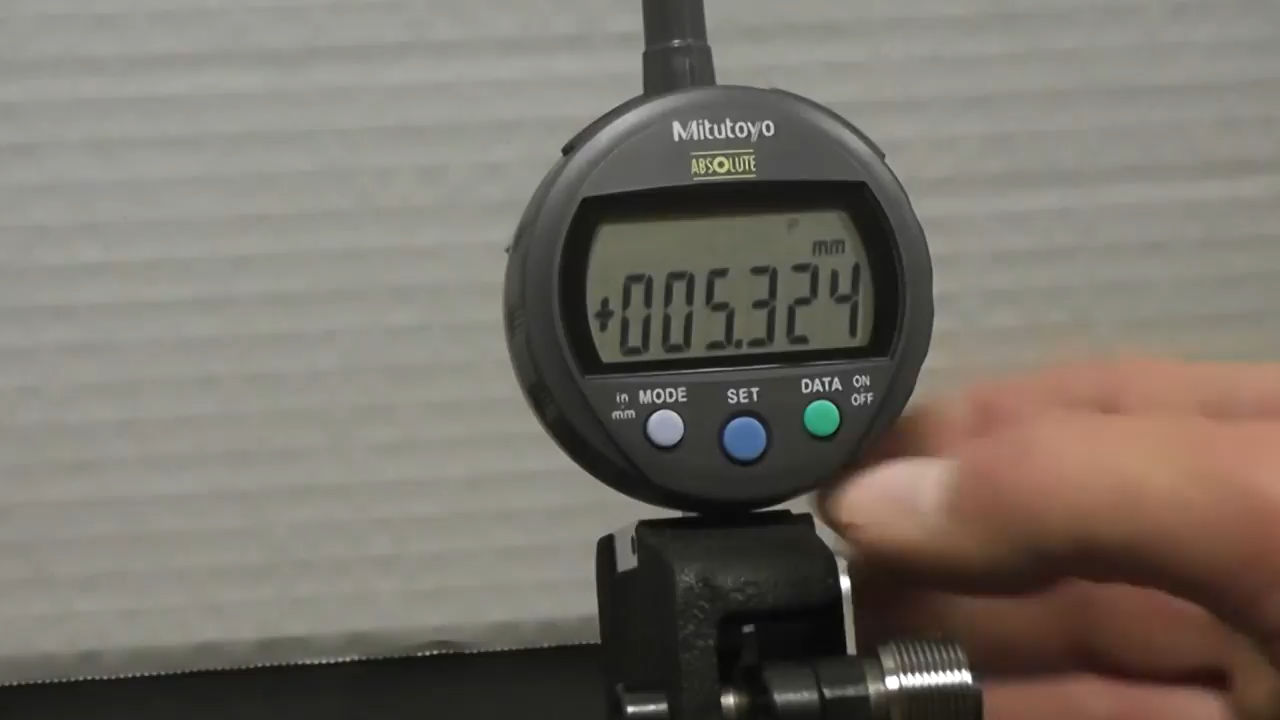 Mitutoyo
ABSOLUTE
mm
+005.324
in
mm
MODE
SET
DATA
ON
OFF